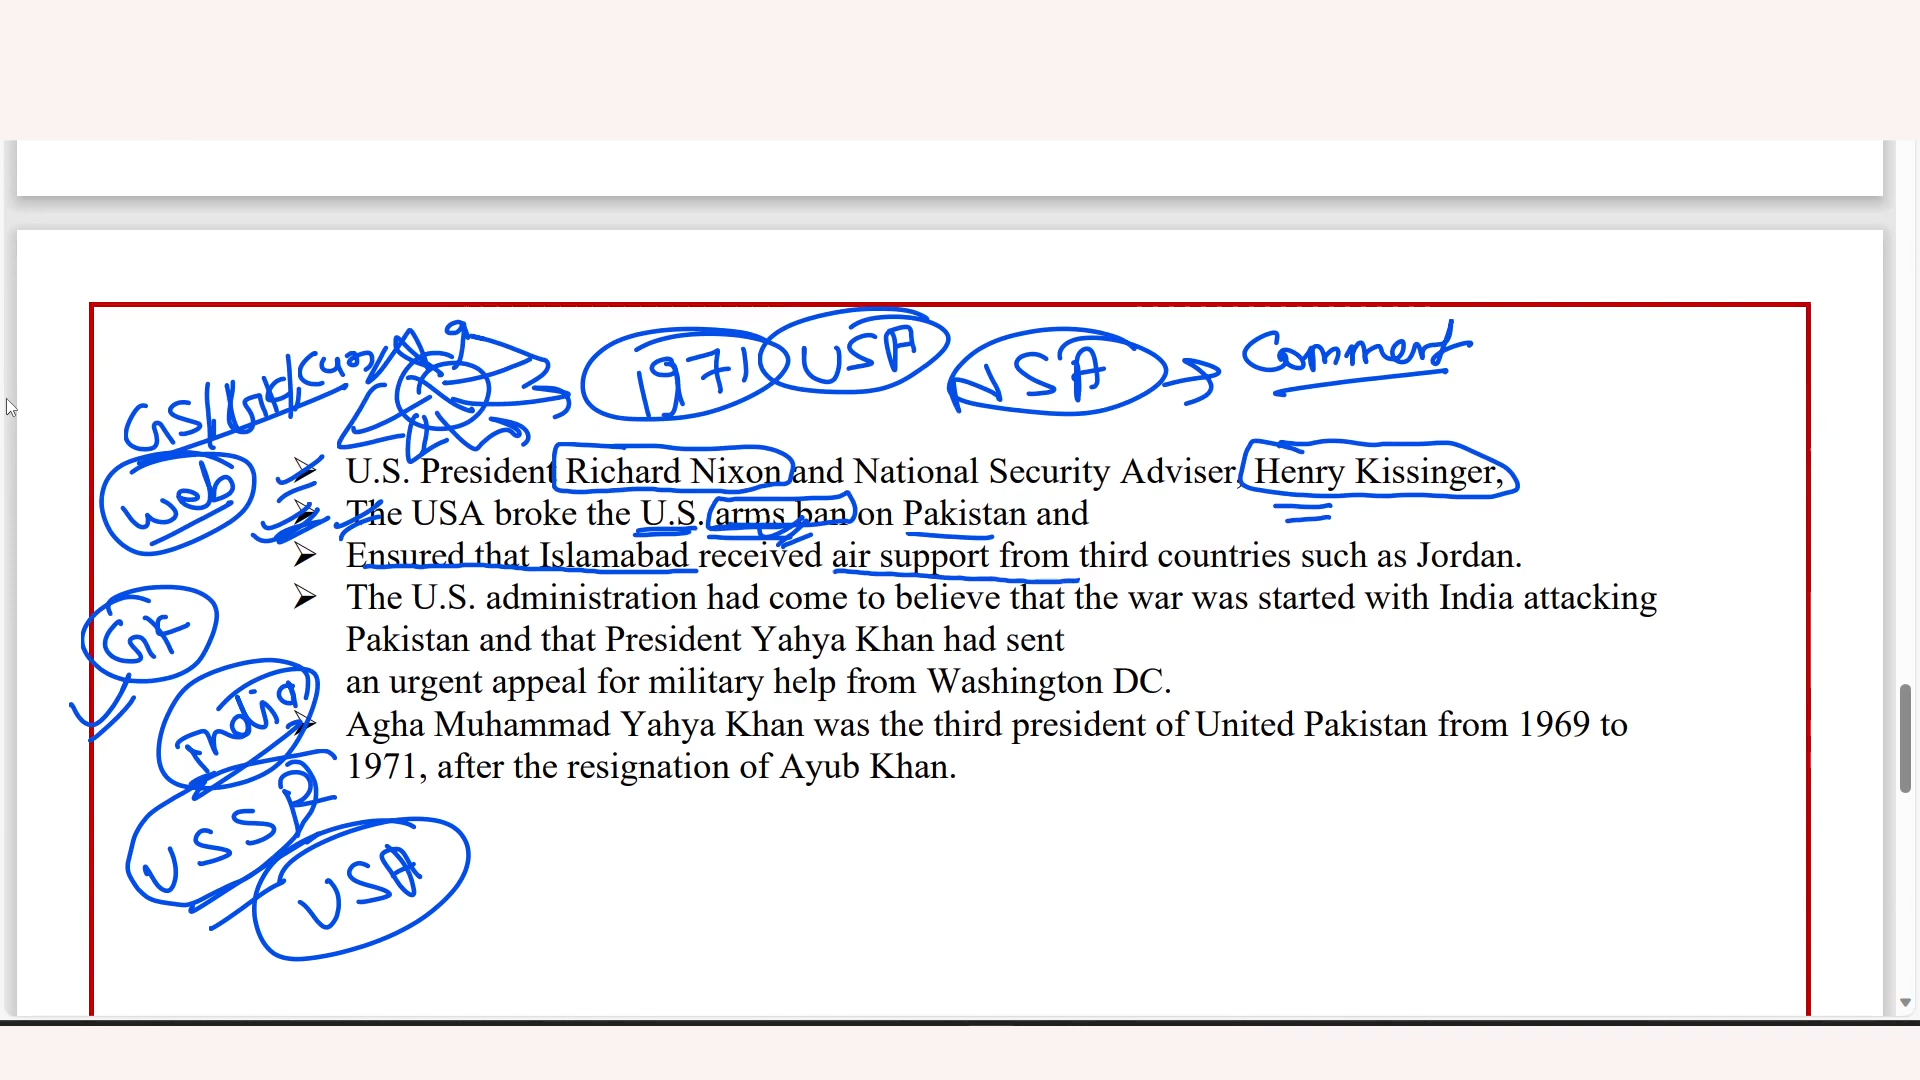 1971 USA NSA Comment
GS/GK/
web
U.S. President Richard Nixon and National Security Adviser, Henry Kissinger,
The USA broke the U.S. arms ban on Pakistan and
Ensured that Islamabad received air support from third countries such as Jordan.
The U.S. administration had come to believe that the war was started with India attacking
Pakistan and that President Yahya Khan had sent
an urgent appeal for military help from Washington DC.
GK
India
Agha Muhammad Yahya Khan was the third president of United Pakistan from 1969 to
1971, after the resignation of Ayub Khan.
USSR
USA